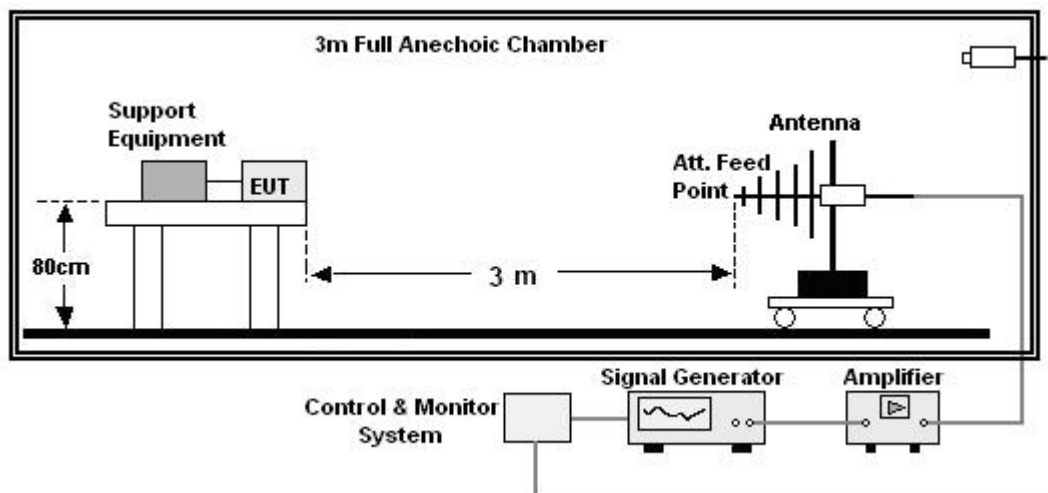 3m Full Anechoic Chamber
Support
Equipment
EUT
Antenna
Att. Feed
Point
80cm
3 m
Signal Generator
Amplifier
Control & Monitor
System